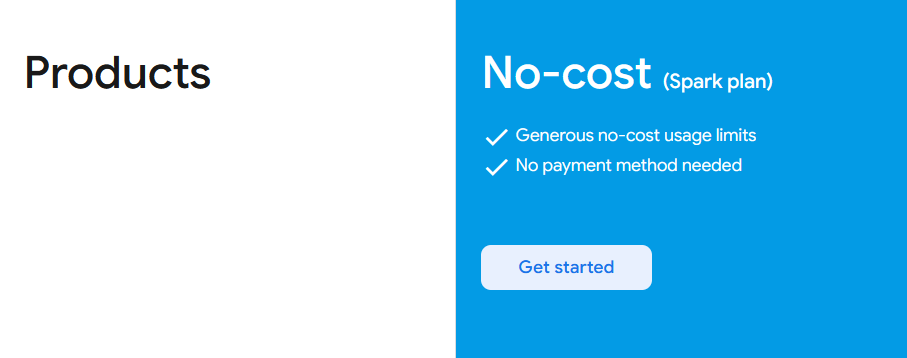 Products
No-cost (Spark plan)
Generous no-cost usage limits
No payment method needed
Get started